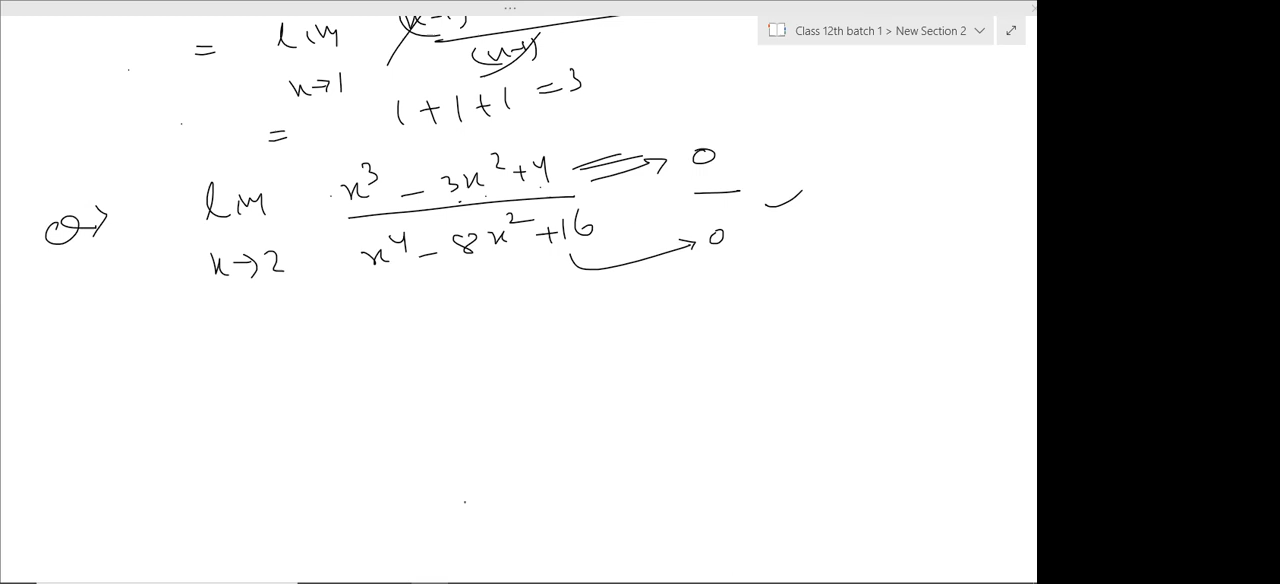 Class 12th batch 1 > New Section 2
= lim
x→1 (x-1)
= 1+1+1 = 3
Q→ lim x³ - 3x² + 4 ⟹ 0
x→2 x⁴ - 8x² + 16 → 0